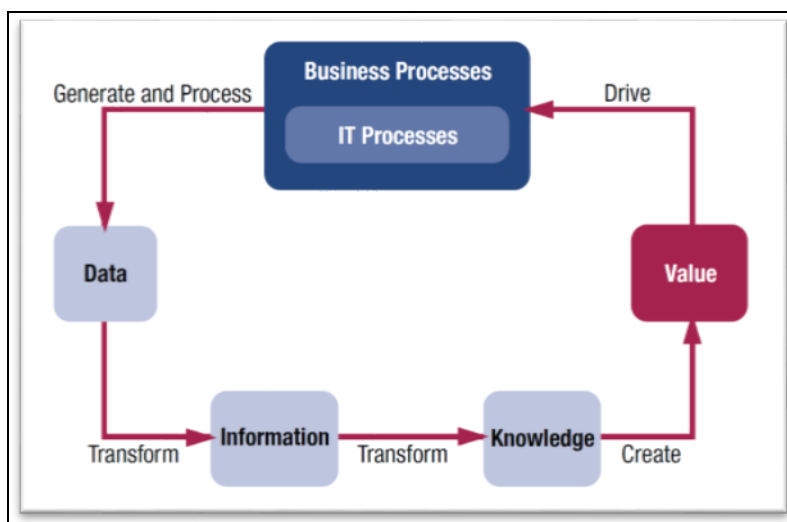 Business Processes
Generate and Process
Drive
IT Processes
Data
Value
Information
Knowledge
Transform
Transform
Create